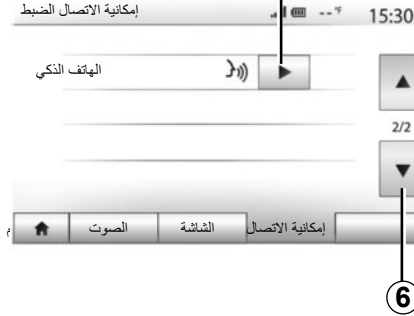 إمكانية الاتصال الضبط
--°F 15:30
الهاتف الذكي
2/2
إمكانية الاتصال الشاشة الصوت
6